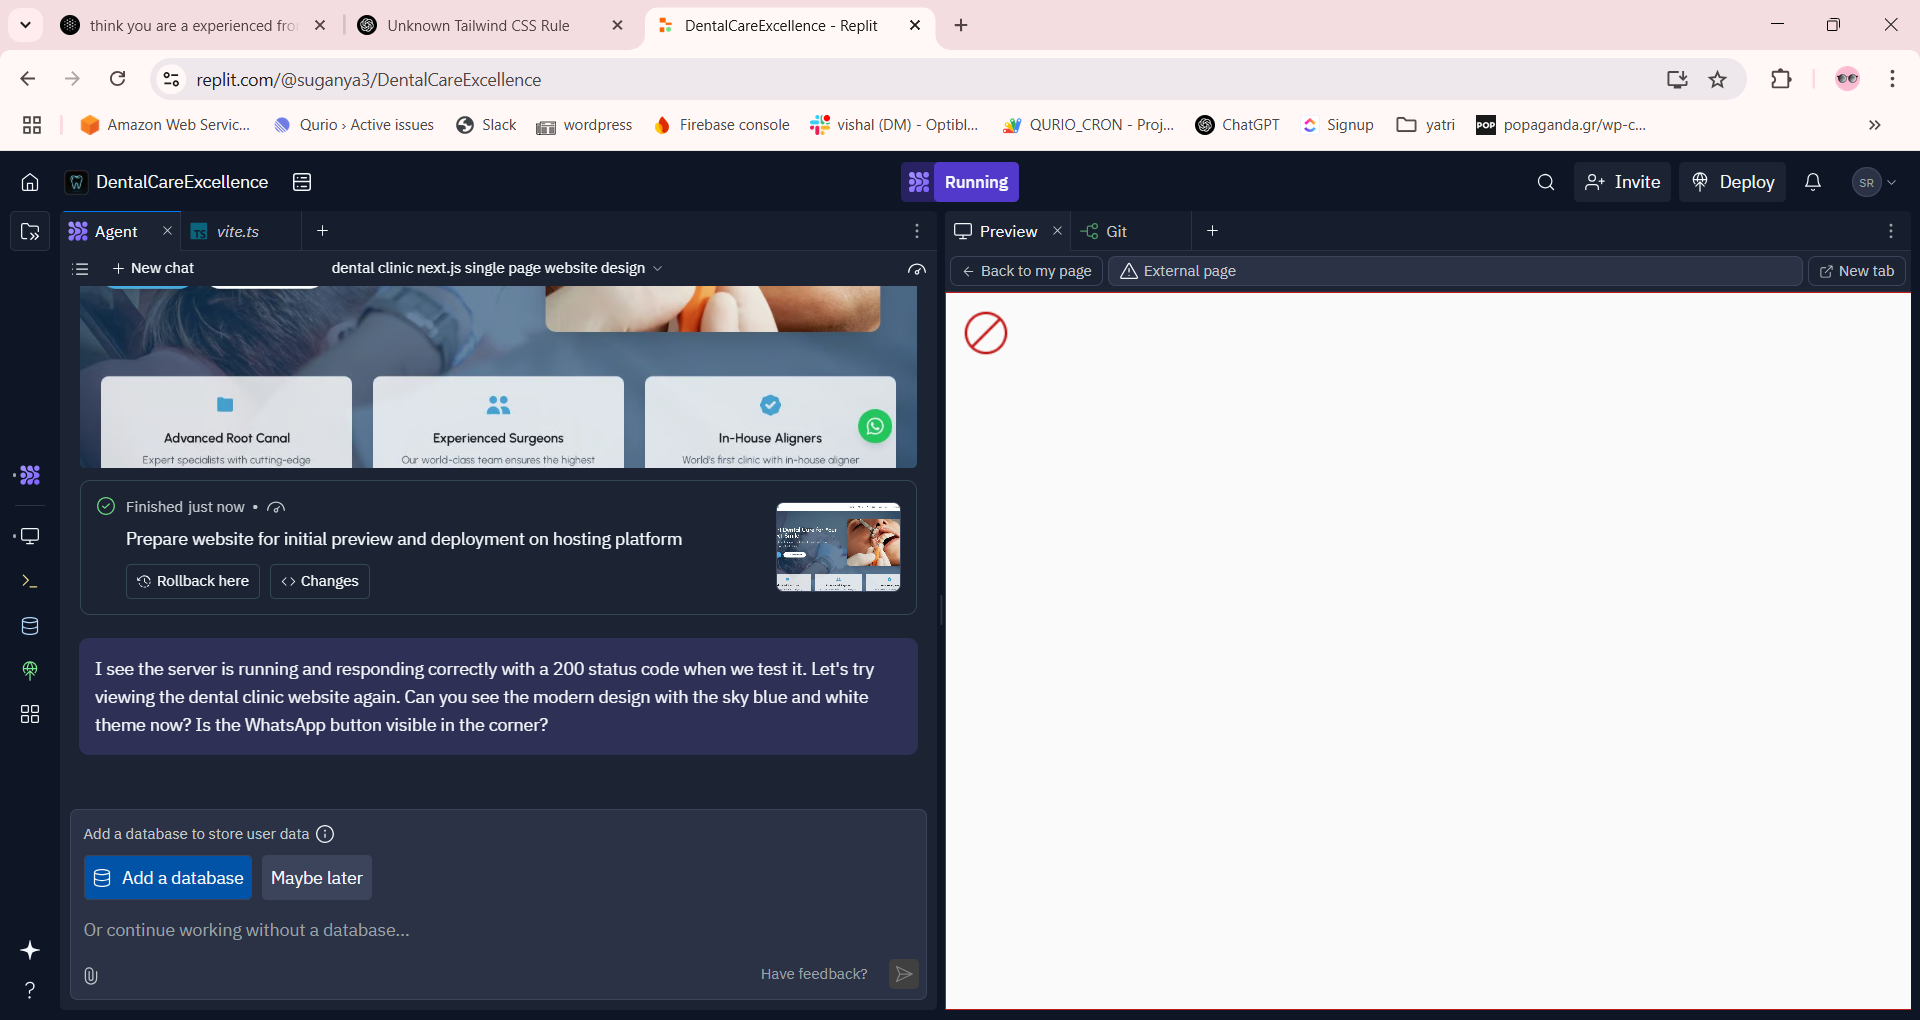 think you are a experienced fro
Unknown Tailwind CSS Rule
DentalCareExcellence - Replit
replit.com/@suganya3/DentalCareExcellence
Amazon Web Servic...
Qurio › Active issues
Slack
wordpress
Firebase console
vishal (DM) - Optibl...
QURIO_CRON - Proj...
ChatGPT
Signup
yatri
POP
popaganda.gr/wp-c...
DentalCareExcellence
Running
Invite
Deploy
SR
Agent
TS vite.ts
Preview
Git
New chat
dental clinic next.js single page website design
Back to my page
External page
New tab
Advanced Root Canal
Expert specialists with cutting-edge
Experienced Surgeons
Our world-class team ensures the highest
In-House Aligners
World's first clinic with in-house aligner
Finished just now •
Prepare website for initial preview and deployment on hosting platform
Rollback here
Changes
I see the server is running and responding correctly with a 200 status code when we test it. Let's try
viewing the dental clinic website again. Can you see the modern design with the sky blue and white
theme now? Is the WhatsApp button visible in the corner?
Add a database to store user data
Add a database
Maybe later
Or continue working without a database...
Have feedback?